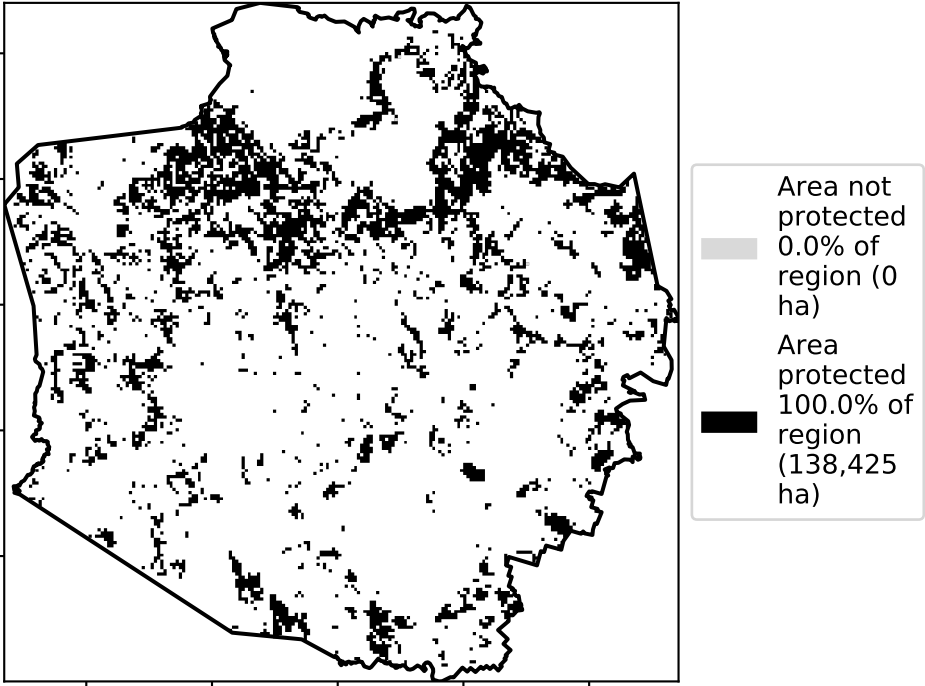 Area not
protected
0.0% of
region (0
ha)
Area
protected
100.0% of
region
(138,425
ha)